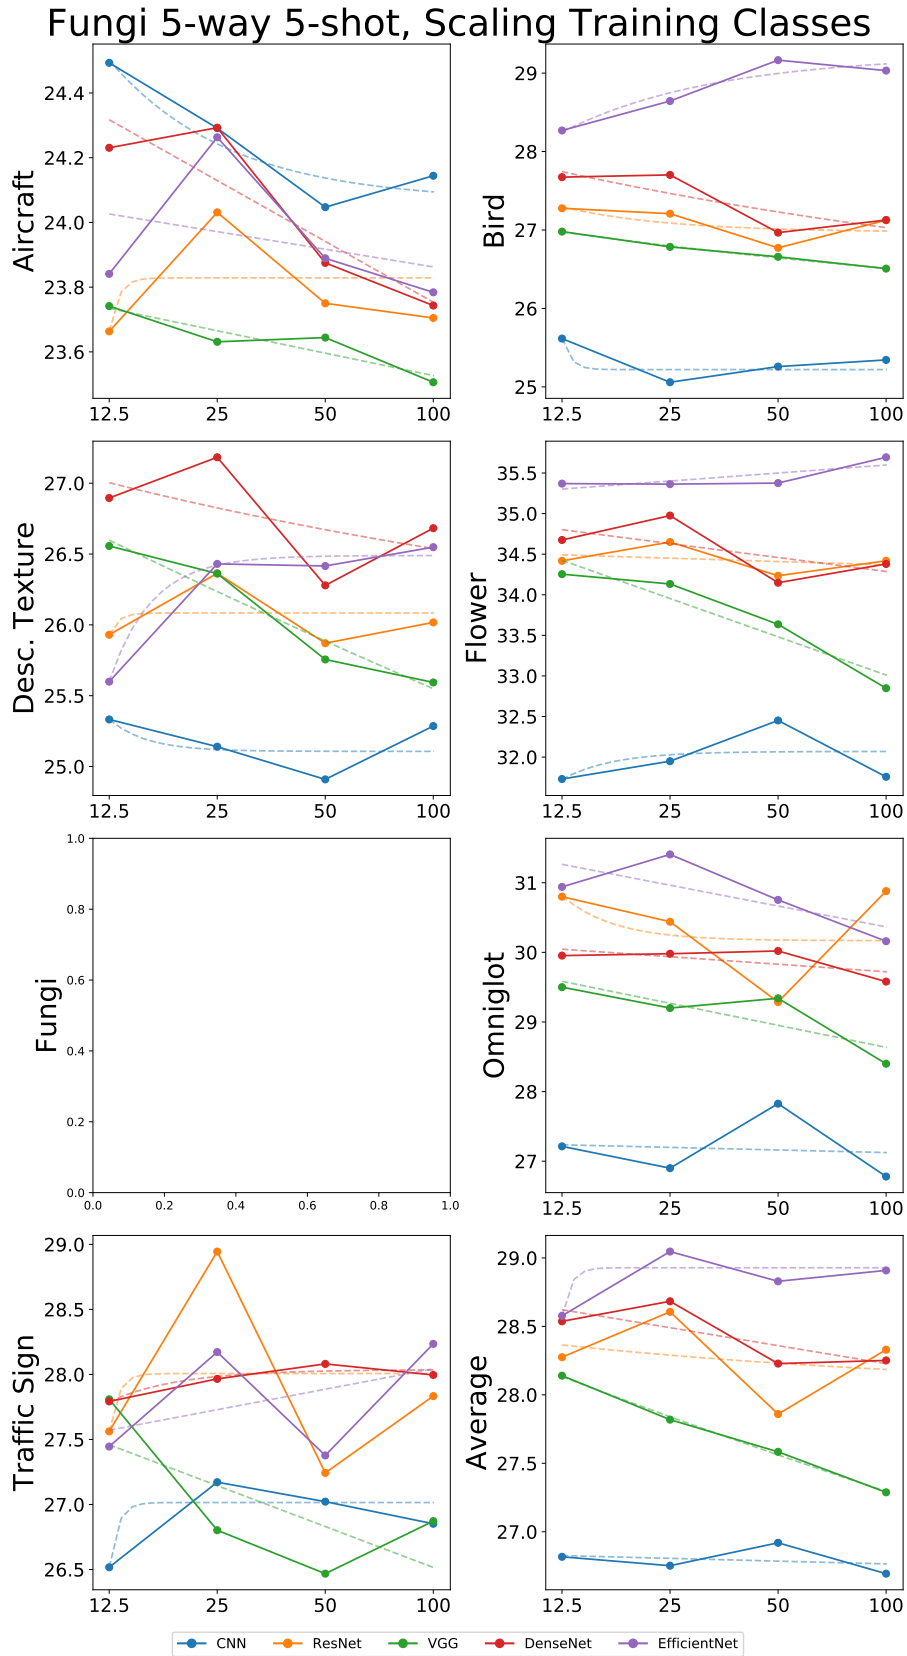 Fungi 5-way 5-shot, Scaling Training Classes
Aircraft
24.4
24.2
24.0
23.8
23.6
12.5 25 50 100
Bird
29
28
27
26
25
12.5 25 50 100
Desc. Texture
27.0
26.5
26.0
25.5
25.0
12.5 25 50 100
Flower
35.5
35.0
34.5
34.0
33.5
33.0
32.5
32.0
12.5 25 50 100
Fungi
1.0
0.8
0.6
0.4
0.2
0.0
0.0 0.2 0.4 0.6 0.8 1.0
Omniglot
31
30
29
28
27
12.5 25 50 100
Traffic Sign
29.0
28.5
28.0
27.5
27.0
26.5
12.5 25 50 100
Average
29.0
28.5
28.0
27.5
27.0
12.5 25 50 100
CNN ResNet VGG DenseNet EfficientNet